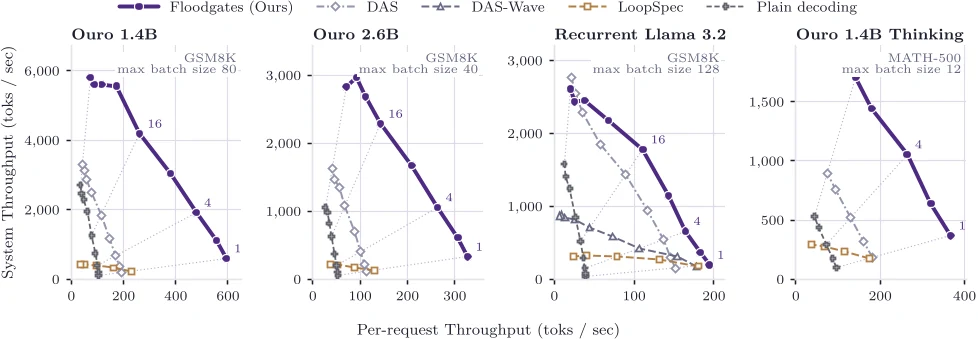 Floodgates (Ours) DAS DAS-Wave LoopSpec Plain decoding
Ouro 1.4B
GSM8K
max batch size 80
6,000
4,000
2,000
0
16
4
1
0 200 400 600
Ouro 2.6B
GSM8K
max batch size 40
3,000
2,000
1,000
0
16
4
1
0 100 200 300
Recurrent Llama 3.2
GSM8K
max batch size 128
3,000
2,000
1,000
0
16
4
1
0 100 200
Ouro 1.4B Thinking
MATH-500
max batch size 12
1,500
1,000
500
0
4
1
0 200 400
System Throughput (toks / sec)
Per-request Throughput (toks / sec)